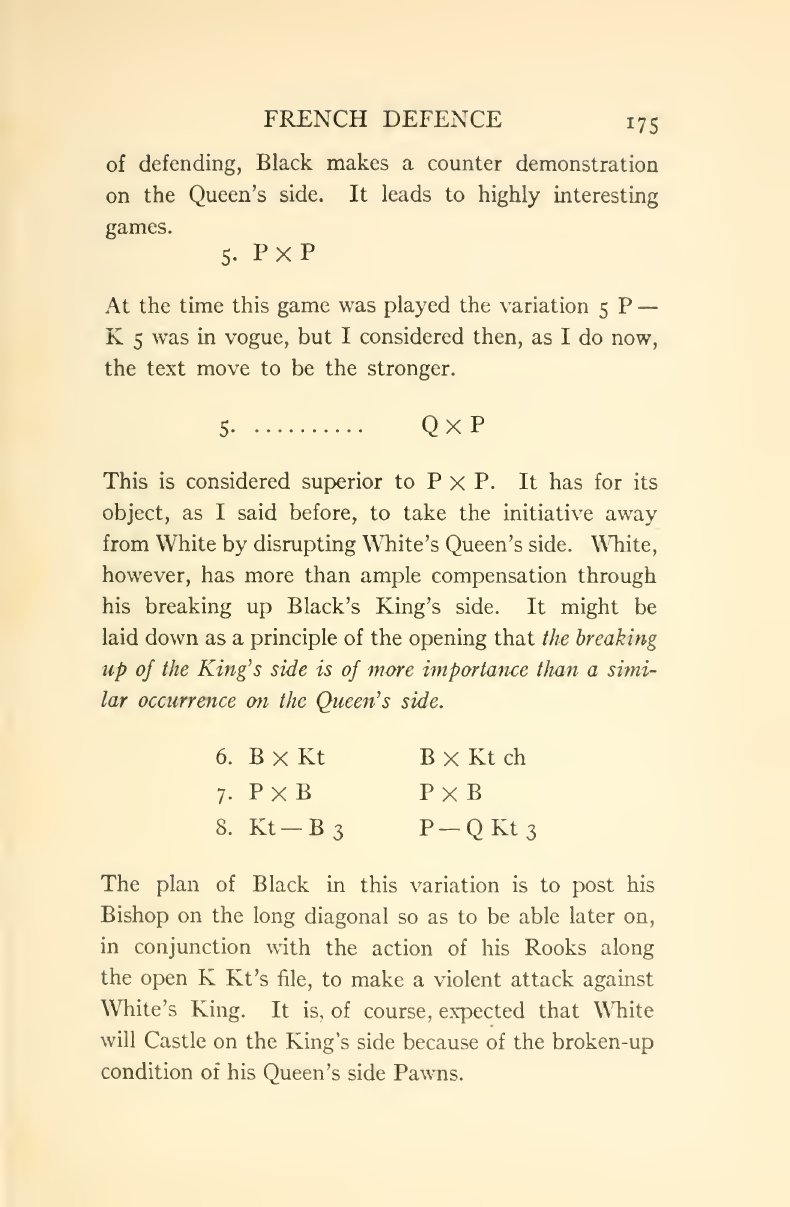 FRENCH DEFENCE 175
of defending, Black makes a counter demonstration
on the Queen's side. It leads to highly interesting
games.
5. P × P
At the time this game was played the variation 5 P —
K 5 was in vogue, but I considered then, as I do now,
the text move to be the stronger.
5. .......... Q × P
This is considered superior to P × P. It has for its
object, as I said before, to take the initiative away
from White by disrupting White's Queen's side. White,
however, has more than ample compensation through
his breaking up Black's King's side. It might be
laid down as a principle of the opening that the breaking
up of the King's side is of more importance than a simi-
lar occurrence on the Queen's side.
6. B × Kt B × Kt ch
7. P × B P × B
8. Kt — B 3 P — Q Kt 3
The plan of Black in this variation is to post his
Bishop on the long diagonal so as to be able later on,
in conjunction with the action of his Rooks along
the open K Kt's file, to make a violent attack against
White's King. It is, of course, expected that White
will Castle on the King's side because of the broken-up
condition of his Queen's side Pawns.